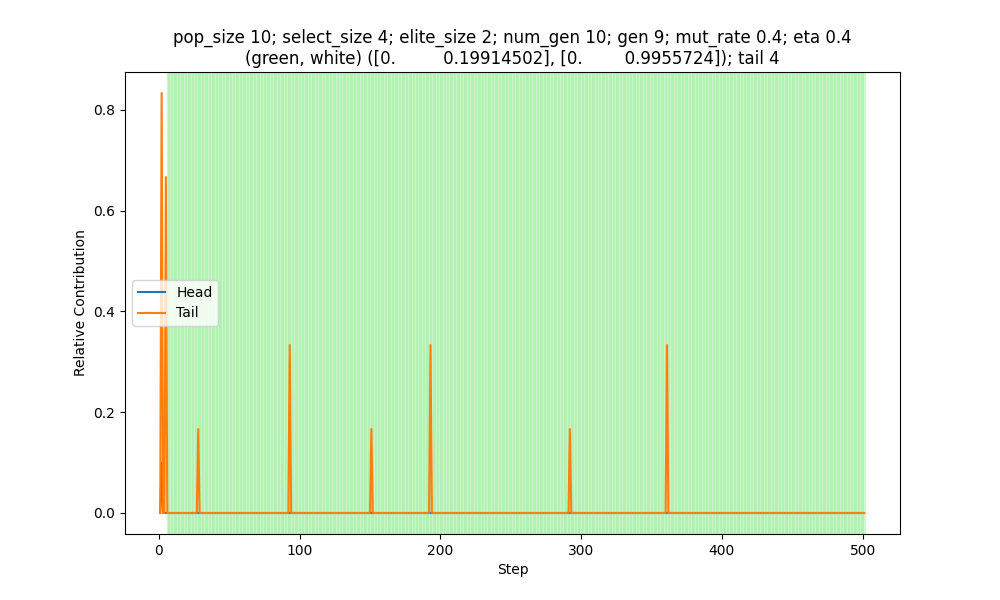 pop_size 10; select_size 4; elite_size 2; num_gen 10; gen 9; mut_rate 0.4; eta 0.4
(green, white) ([0. 0.19914502], [0. 0.9955724]); tail 4
Relative Contribution
0.8
0.6
0.4
0.2
0.0
Head
Tail
0 100 200 300 400 500
Step